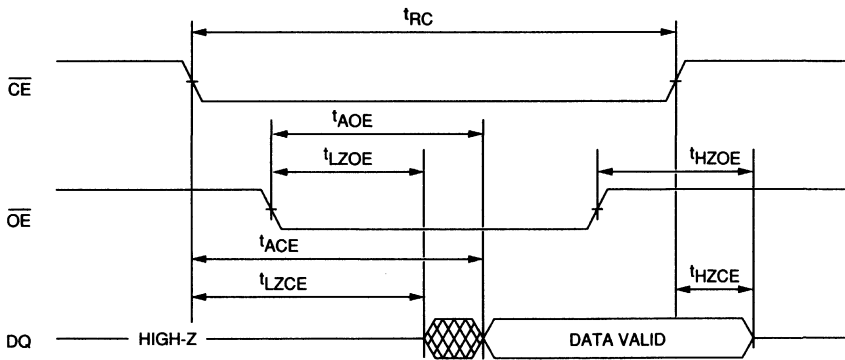 tRC
CE
tAOE
tLZOE
tHZOE
OE
tACE
tLZCE
tHZCE
DQ HIGH-Z DATA VALID